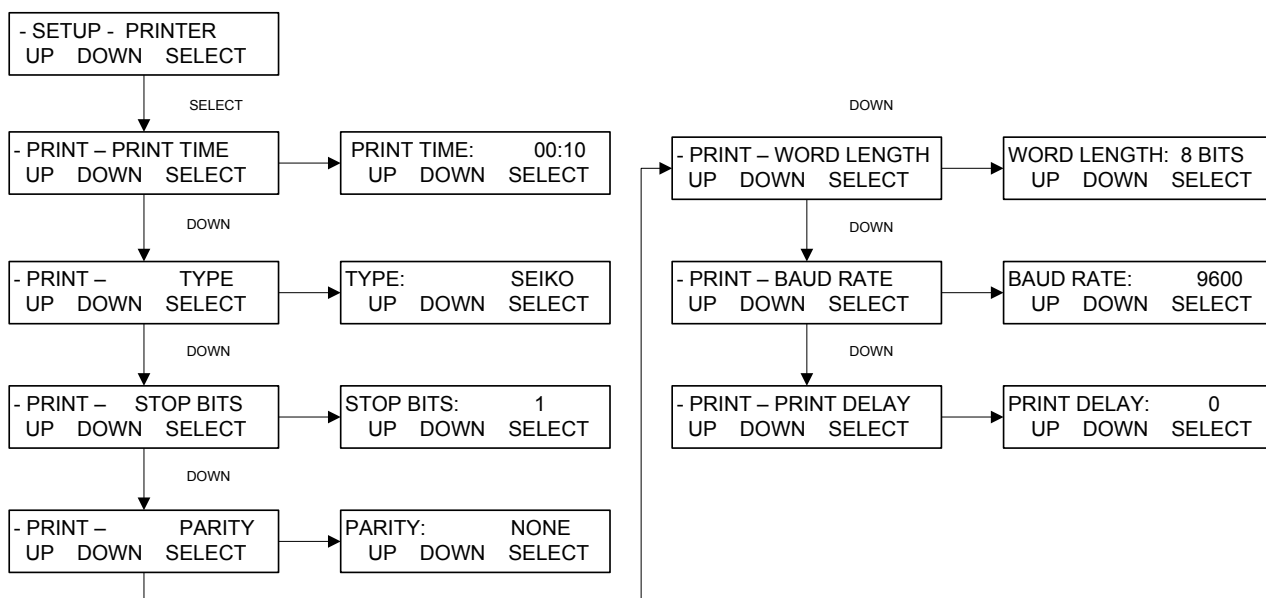 - SETUP - PRINTER
UP DOWN SELECT
SELECT
- PRINT – PRINT TIME
UP DOWN SELECT
PRINT TIME: 00:10
UP DOWN SELECT
DOWN
- PRINT – TYPE
UP DOWN SELECT
TYPE: SEIKO
UP DOWN SELECT
DOWN
- PRINT – STOP BITS
UP DOWN SELECT
STOP BITS: 1
UP DOWN SELECT
DOWN
- PRINT – PARITY
UP DOWN SELECT
PARITY: NONE
UP DOWN SELECT
DOWN
- PRINT – WORD LENGTH
UP DOWN SELECT
WORD LENGTH: 8 BITS
UP DOWN SELECT
DOWN
- PRINT – BAUD RATE
UP DOWN SELECT
BAUD RATE: 9600
UP DOWN SELECT
DOWN
- PRINT – PRINT DELAY
UP DOWN SELECT
PRINT DELAY: 0
UP DOWN SELECT